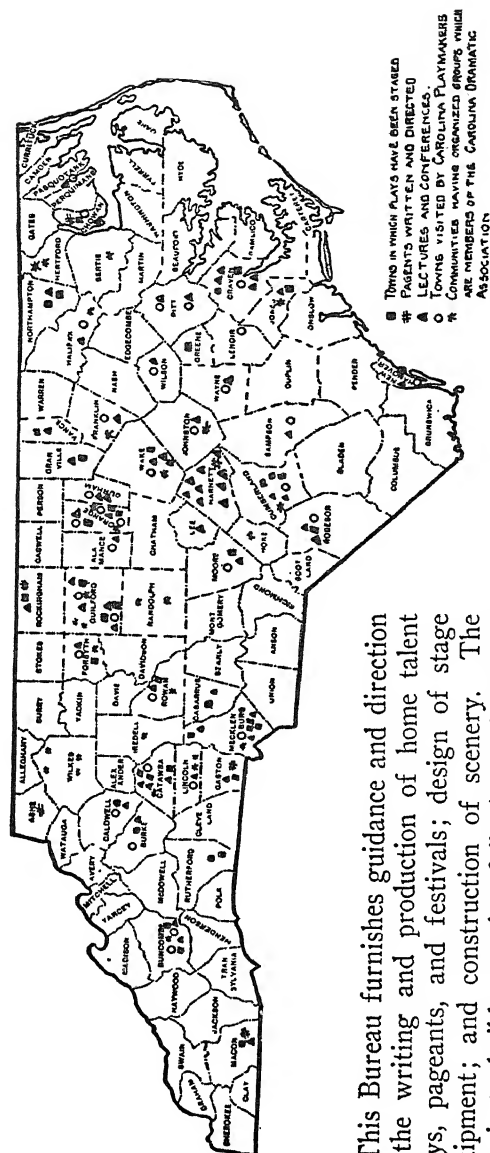 CURRITUCK
CAMDEN
PASQUOTANK
PERQUIMANS
CHOWAN
GATES
HERTFORD
NORTHAMPTON
BERTIE
HALIFAX
WARREN
VANCE
GRANVILLE
PERSON
CASWELL
ROCKINGHAM
STOKES
SURRY
ALLEGHANY
ASHE
WATAUGA
WILKES
YADKIN
FORSYTH
GUILFORD
ALAMANCE
ORANGE
DURHAM
FRANKLIN
NASH
EDGECOMBE
MARTIN
WASHINGTON
TYRRELL
DARE
HYDE
BEAUFORT
PITT
WILSON
WAKE
CHATHAM
RANDOLPH
DAVIDSON
DAVIE
IREDELL
ALEXANDER
CALDWELL
AVERY
MITCHELL
YANCEY
MADISON
BUNCOMBE
MCDOWELL
BURKE
CATAWBA
ROWAN
LINCOLN
CABARRUS
STANLY
MONTGOMERY
MOORE
LEE
HARNETT
JOHNSTON
WAYNE
GREENE
LENOIR
CRAVEN
PAMLICO
CARTERET
JONES
ONSLOW
DUPLIN
SAMPSON
CUMBERLAND
HOKE
SCOTLAND
RICHMOND
ANSON
UNION
MECKLENBURG
GASTON
CLEVELAND
RUTHERFORD
POLK
HENDERSON
TRANSYLVANIA
HAYWOOD
JACKSON
SWAIN
GRAHAM
CHEROKEE
CLAY
MACON
ROBESON
BLADEN
PENDER
NEW HANOVER
BRUNSWICK
COLUMBUS
TOWNS IN WHICH PLAYS HAVE BEEN STAGED
PAGENTS WRITTEN AND DIRECTED
LECTURES AND CONFERENCES.
TOWNS VISITED BY CAROLINA PLAYMAKERS
COMMUNITIES HAVING ORGANIZED GROUPS WHICH
ARE MEMBERS OF THE CAROLINA DRAMATIC
ASSOCIATION
This Bureau furnishes guidance and direction
the writing and production of home talent
ys, pageants, and festivals; design of stage
ipment; and construction of scenery. The